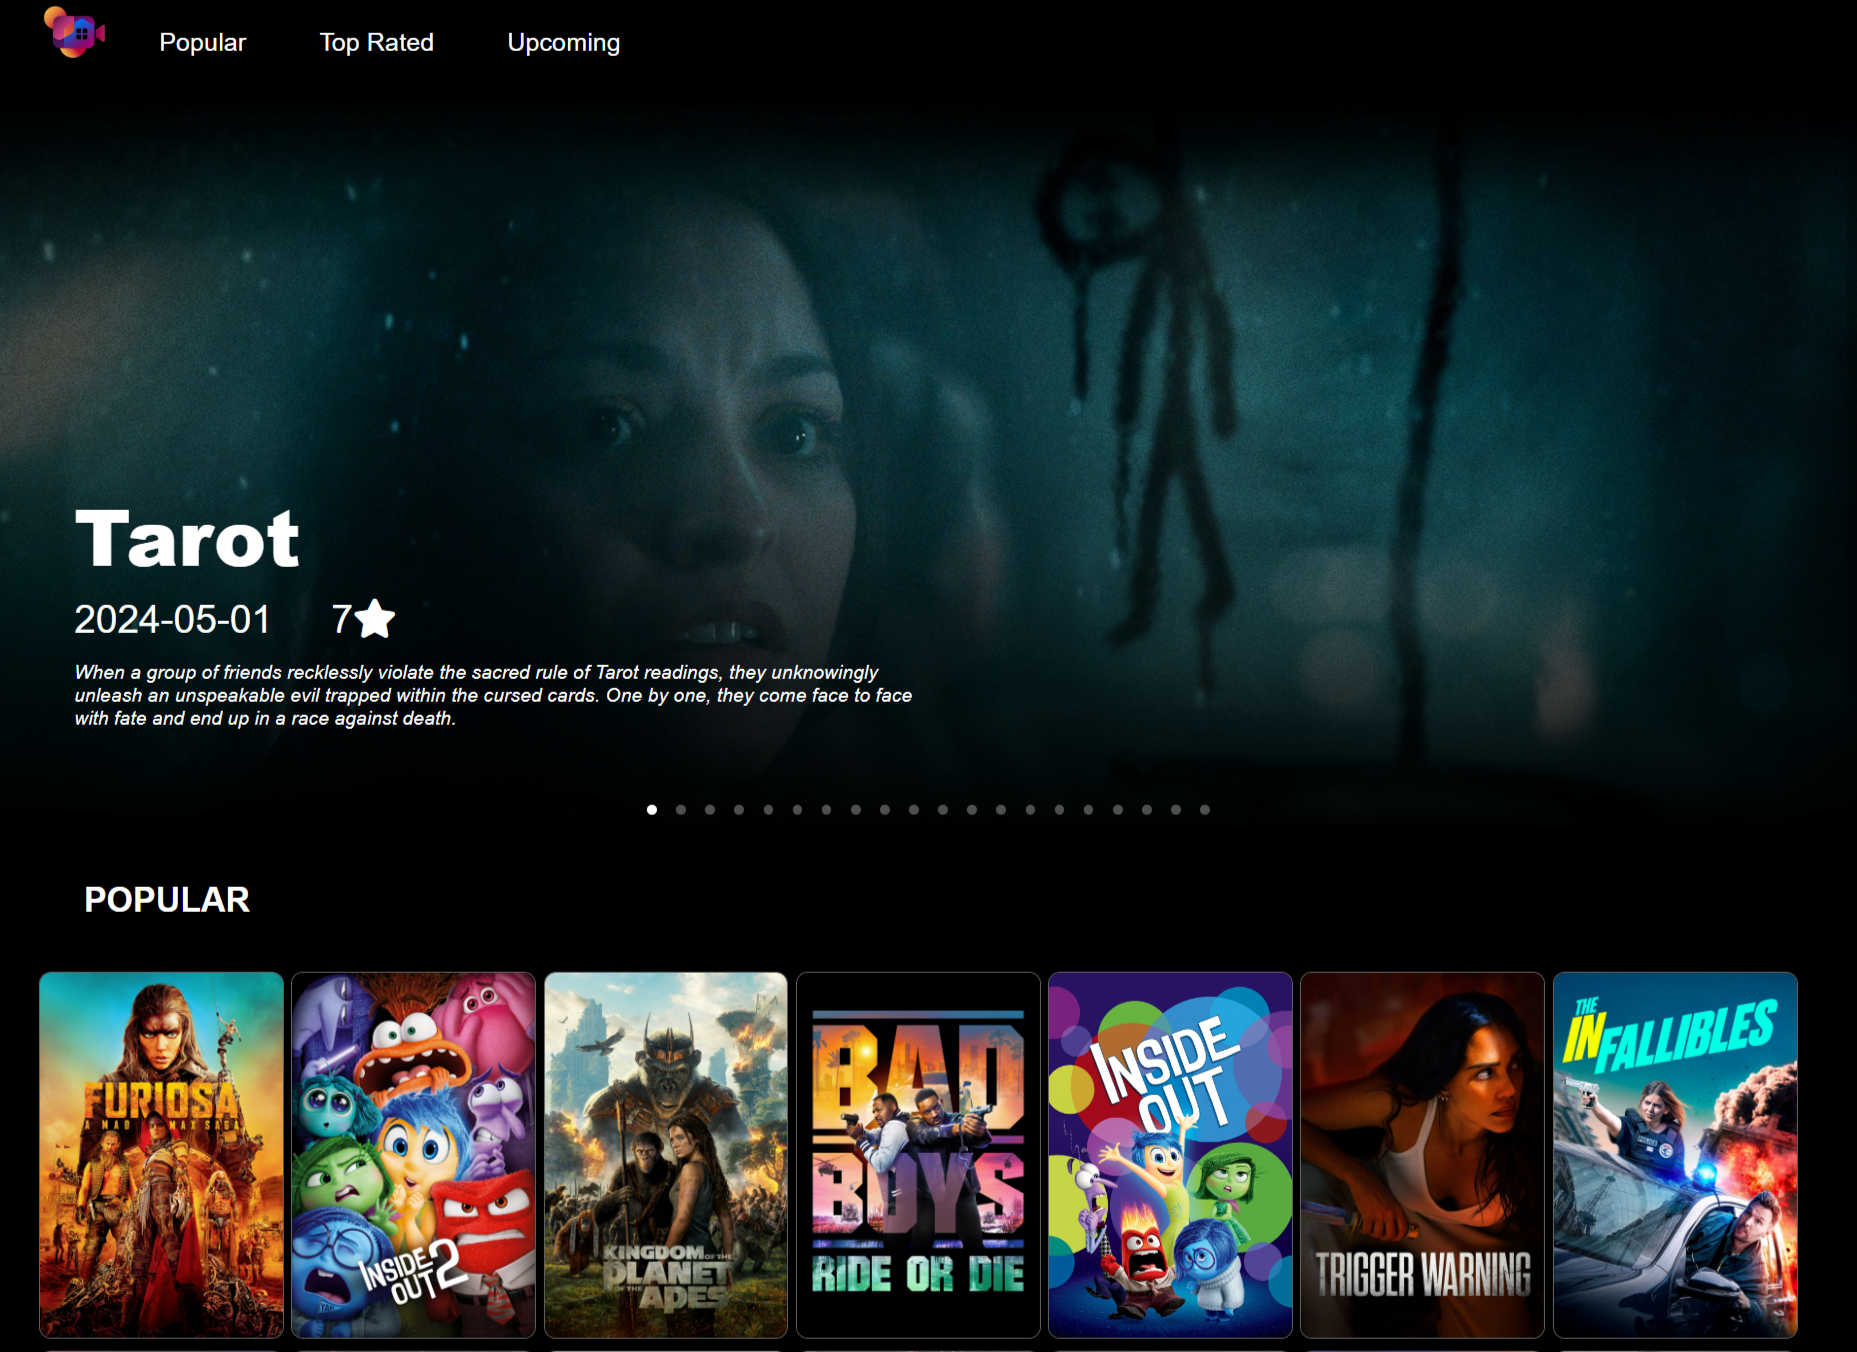 Popular
Top Rated
Upcoming
Tarot
2024-05-01
7
When a group of friends recklessly violate the sacred rule of Tarot readings, they unknowingly
unleash an unspeakable evil trapped within the cursed cards. One by one, they come face to face
with fate and end up in a race against death.
POPULAR
FURIOSA
A MAD MAX SAGA
INSIDE
OUT 2
KINGDOM OF THE
PLANET
OF THE APES
BAD
BOYS
RIDE OR DIE
INSIDE
OUT
TRIGGER WARNING
THE
INFALLIBLES
POLICE